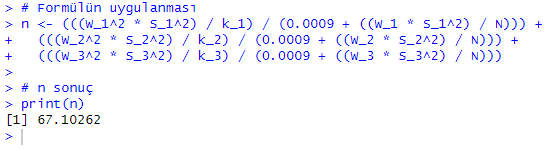 > # Formülün uygulanması
> n <- (((W_1^2 * S_1^2) / k_1) / (0.0009 + ((W_1 * S_1^2) / N))) +
+   (((W_2^2 * S_2^2) / k_2) / (0.0009 + ((W_2 * S_2^2) / N))) +
+   (((W_3^2 * S_3^2) / k_3) / (0.0009 + ((W_3 * S_3^2) / N)))
>
> # n sonuç
> print(n)
[1] 67.10262
>